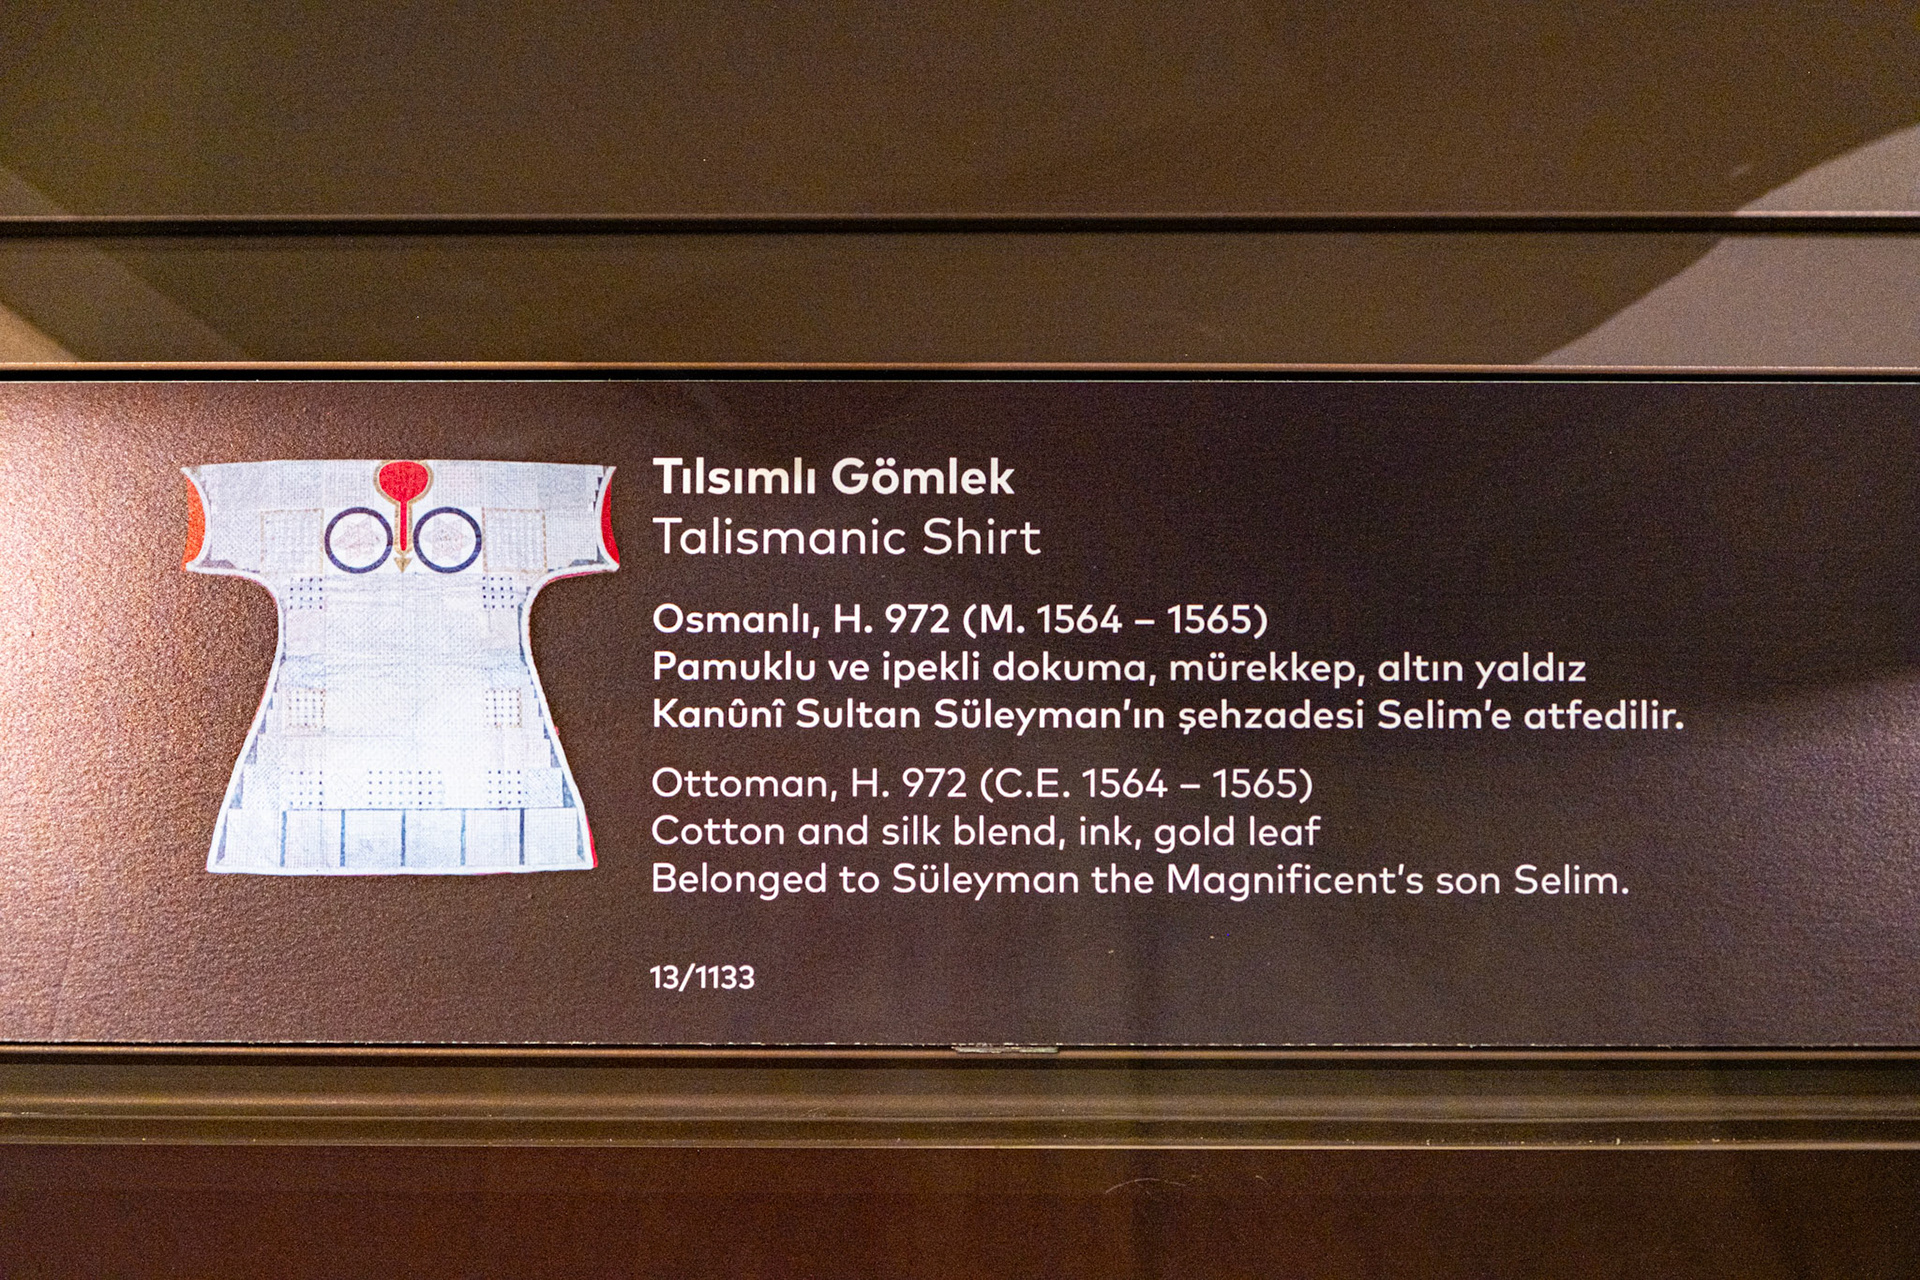 Tılsımlı Gömlek
Talismanic Shirt
Osmanlı, H. 972 (M. 1564 – 1565)
Pamuklu ve ipekli dokuma, mürekkep, altın yaldız
Kanûnî Sultan Süleyman’ın şehzadesi Selim’e atfedilir.
Ottoman, H. 972 (C.E. 1564 – 1565)
Cotton and silk blend, ink, gold leaf
Belonged to Süleyman the Magnificent’s son Selim.
13/1133